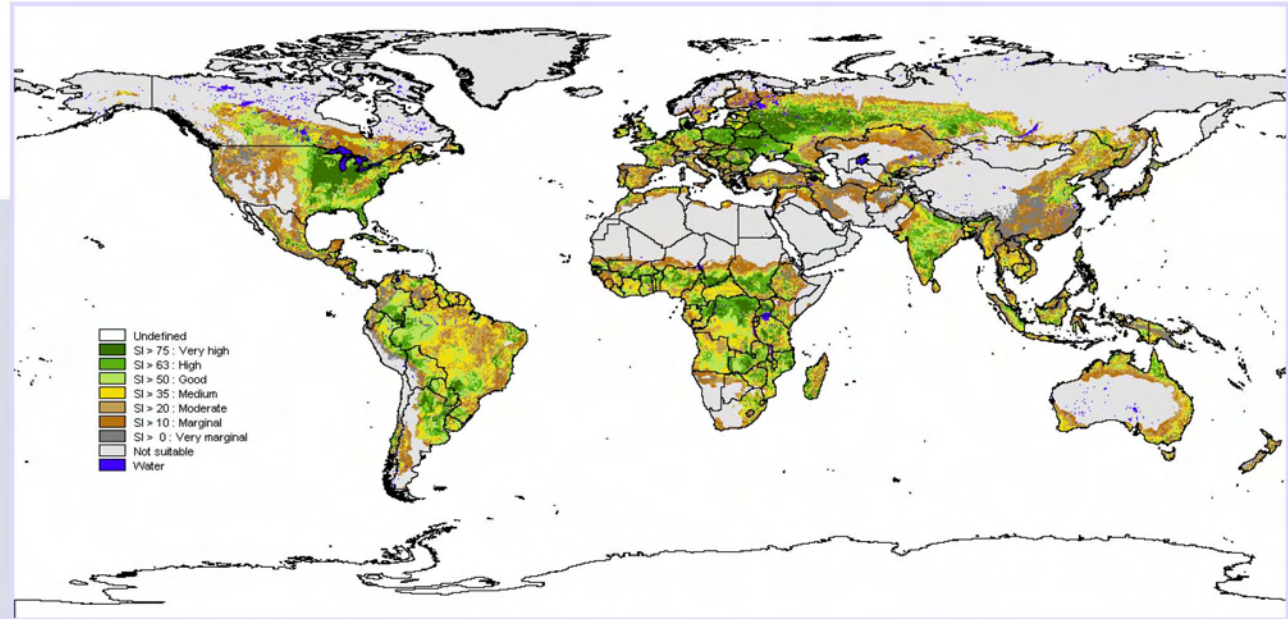 Undefined
SI > 75 : Very high
SI > 63 : High
SI > 50 : Good
SI > 35 : Medium
SI > 20 : Moderate
SI > 10 : Marginal
SI > 0 : Very marginal
Not suitable
Water